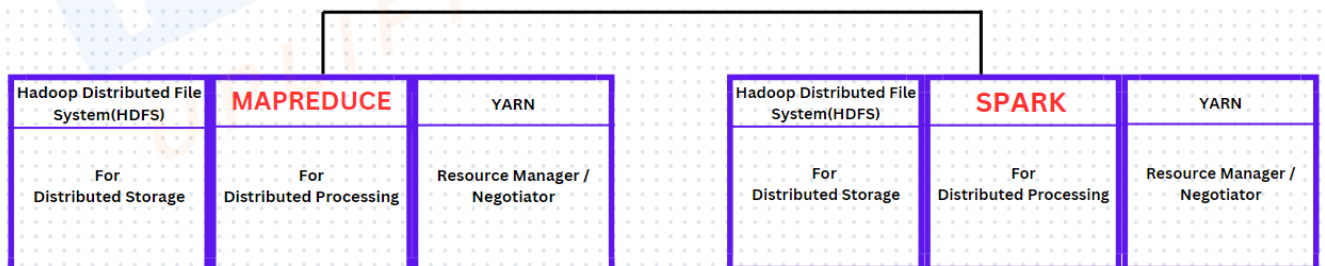 Hadoop Distributed File
System(HDFS)
MAPREDUCE
YARN
For
Distributed Storage
For
Distributed Processing
Resource Manager /
Negotiator
Hadoop Distributed File
System(HDFS)
SPARK
YARN
For
Distributed Storage
For
Distributed Processing
Resource Manager /
Negotiator